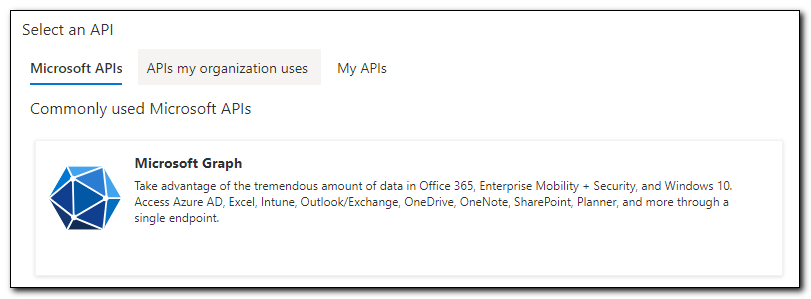 Select an API
Microsoft APIs APIs my organization uses My APIs
Commonly used Microsoft APIs
Microsoft Graph
Take advantage of the tremendous amount of data in Office 365, Enterprise Mobility + Security, and Windows 10.
Access Azure AD, Excel, Intune, Outlook/Exchange, OneDrive, OneNote, SharePoint, Planner, and more through a
single endpoint.